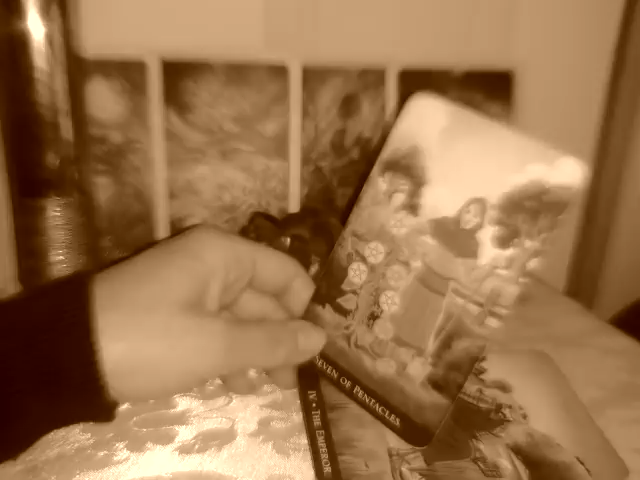 SEVEN OF PENTACLES
IV • THE EMPEROR